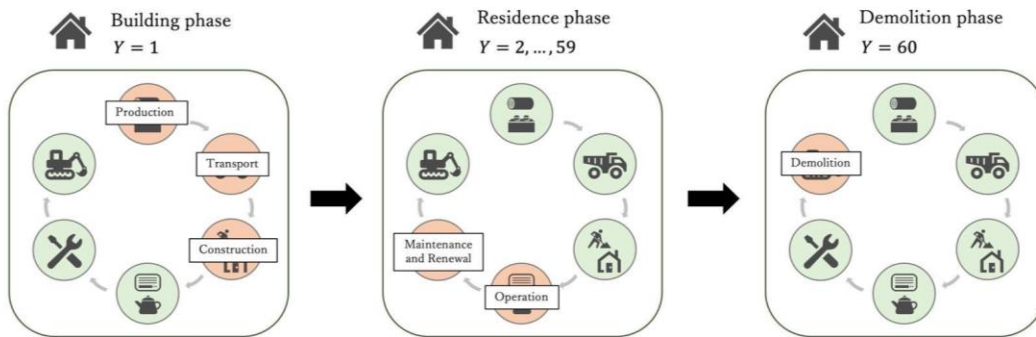 Building phase
Y = 1
Production
Transport
Construction
Residence phase
Y = 2, ... , 59
Maintenance
and Renewal
Operation
Demolition phase
Y = 60
Demolition